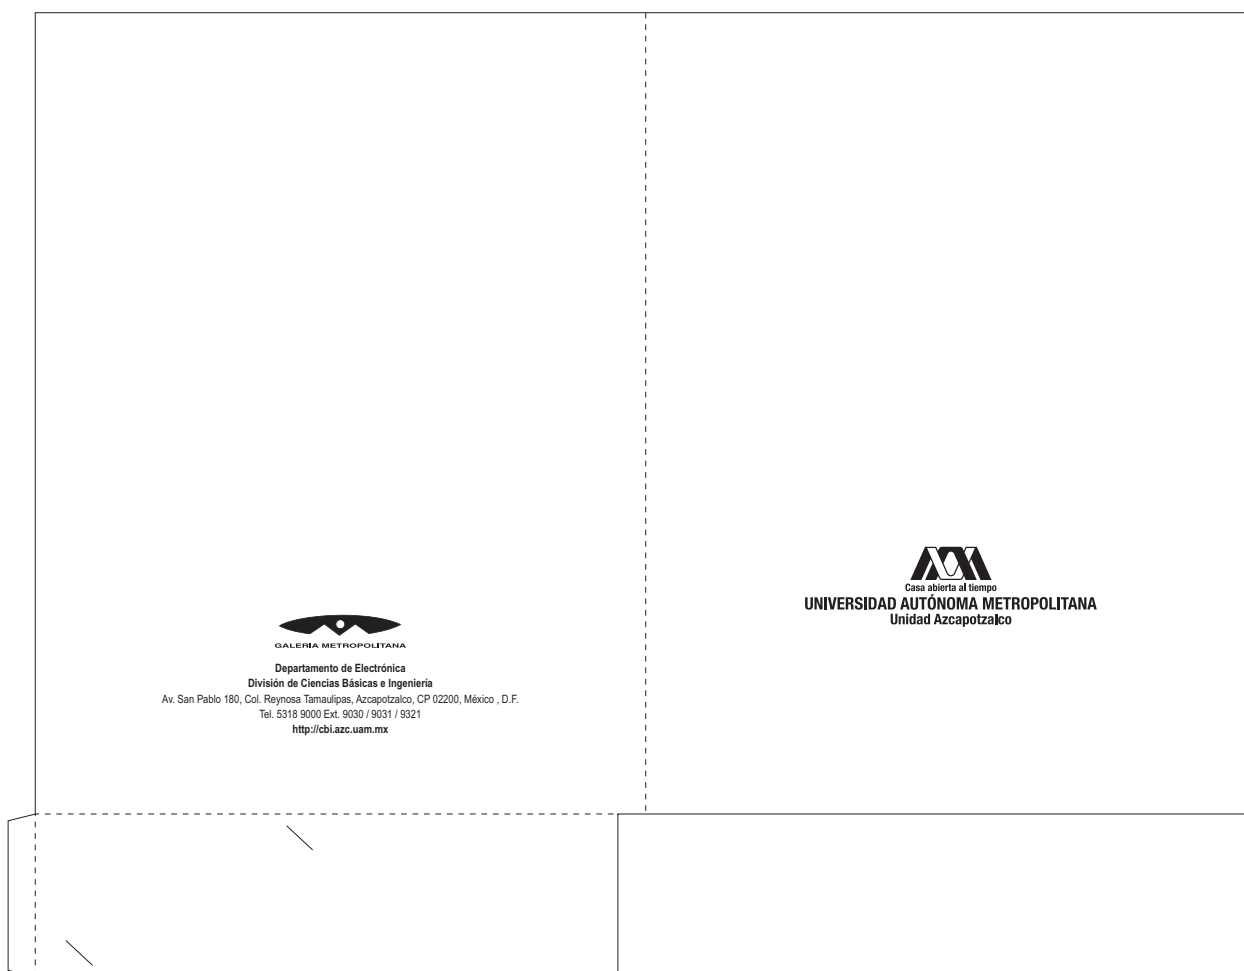 GALERIA METROPOLITANA
Departamento de Electrónica
División de Ciencias Básicas e Ingeniería
Av. San Pablo 180, Col. Reynosa Tamaulipas, Azcapotzalco, CP 02200, México , D.F.
Tel. 5318 9000 Ext. 9030 / 9031 / 9321
http://cbi.azc.uam.mx
Casa abierta al tiempo
UNIVERSIDAD AUTÓNOMA METROPOLITANA
Unidad Azcapotzalco